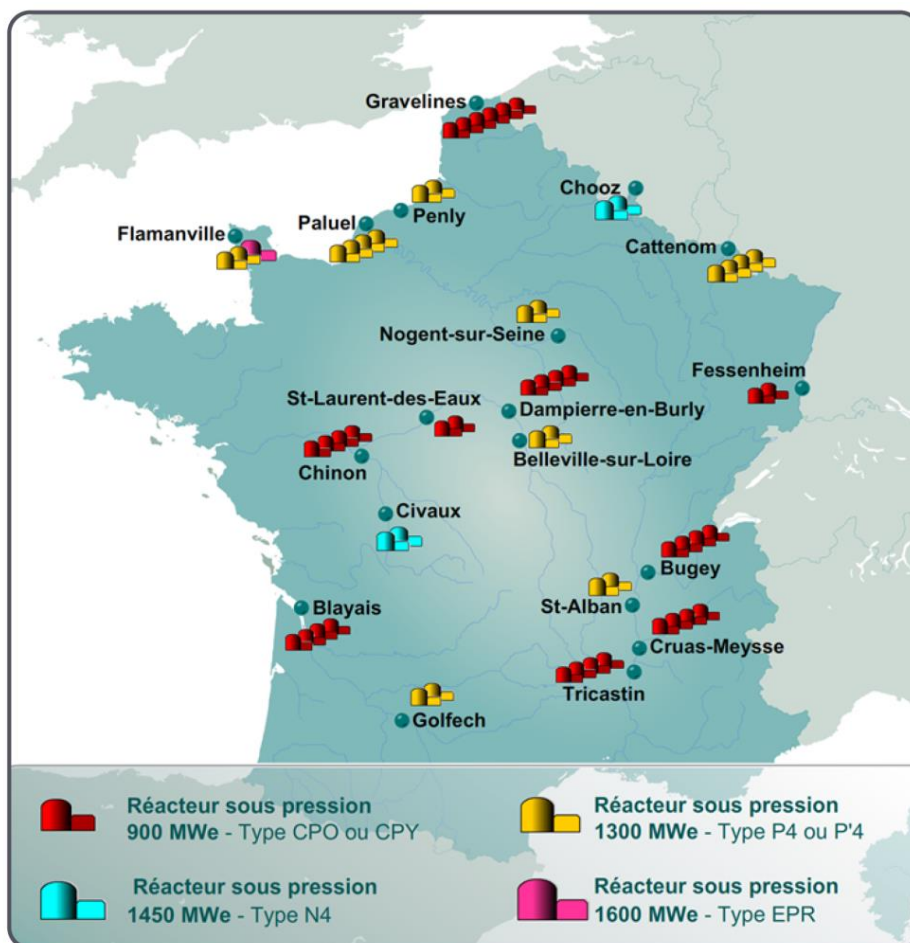 Gravelines
Chooz
Penly
Flamanville
Paluel
Cattenom
Nogent-sur-Seine
Fessenheim
St-Laurent-des-Eaux
Dampierre-en-Burly
Belleville-sur-Loire
Chinon
Civaux
Bugey
St-Alban
Blayais
Cruas-Meysse
Tricastin
Golfech
Réacteur sous pression
900 MWe - Type CPO ou CPY
Réacteur sous pression
1300 MWe - Type P4 ou P'4
Réacteur sous pression
1450 MWe - Type N4
Réacteur sous pression
1600 MWe - Type EPR